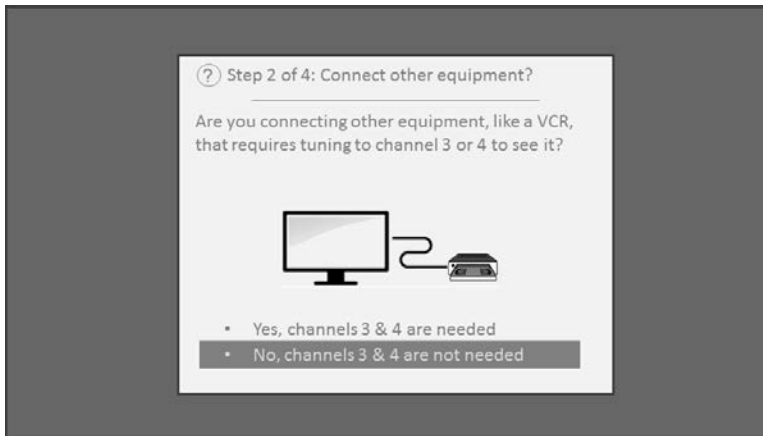 ? Step 2 of 4: Connect other equipment?
Are you connecting other equipment, like a VCR,
that requires tuning to channel 3 or 4 to see it?
▪ Yes, channels 3 & 4 are needed
▪ No, channels 3 & 4 are not needed